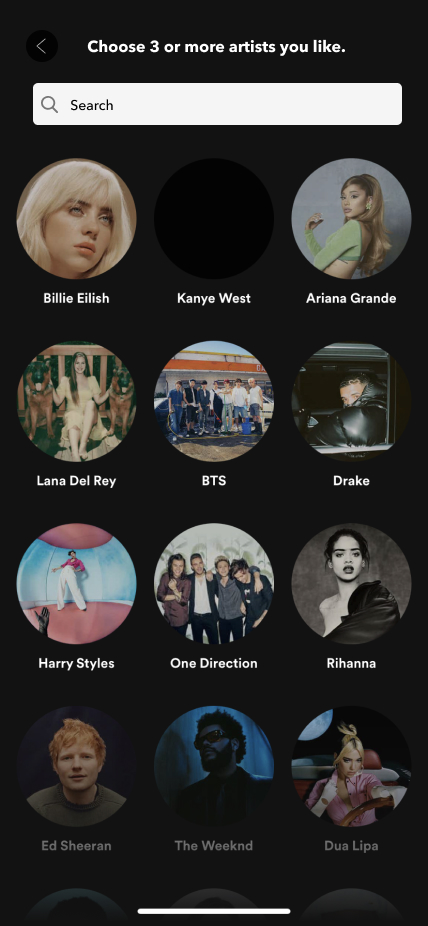 Choose 3 or more artists you like.
Search
Billie Eilish
Kanye West
Ariana Grande
Lana Del Rey
BTS
Drake
Harry Styles
One Direction
Rihanna
Ed Sheeran
The Weeknd
Dua Lipa